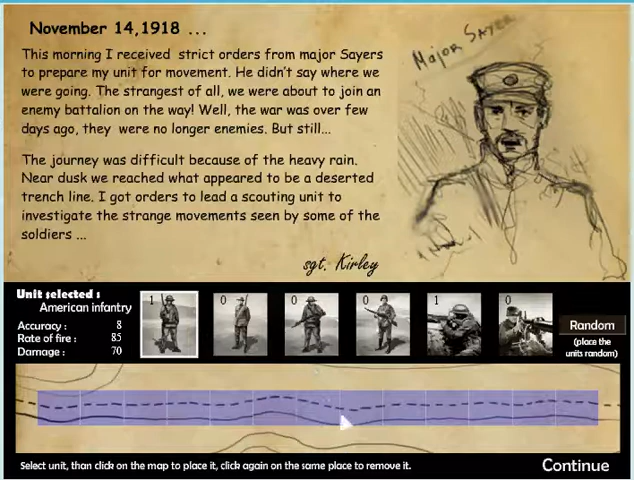 November 14,1918 ...
Major Sayers
This morning I received strict orders from major Sayers
to prepare my unit for movement. He didn't say where we
were going. The strangest of all, we were about to join an
enemy battalion on the way! Well, the war was over few
days ago, they were no longer enemies. But still...
The journey was difficult because of the heavy rain.
Near dusk we reached what appeared to be a deserted
trench line. I got orders to lead a scouting unit to
investigate the strange movements seen by some of the
soldiers ...
sgt. Kirley
Unit selected :
American infantry
Accuracy : 8
Rate of fire : 85
Damage : 70
1 0 0 0 1 0
Random
(place the
units random)
Select unit, than click on the map to place it, click again on the same place to remove it.
Continue